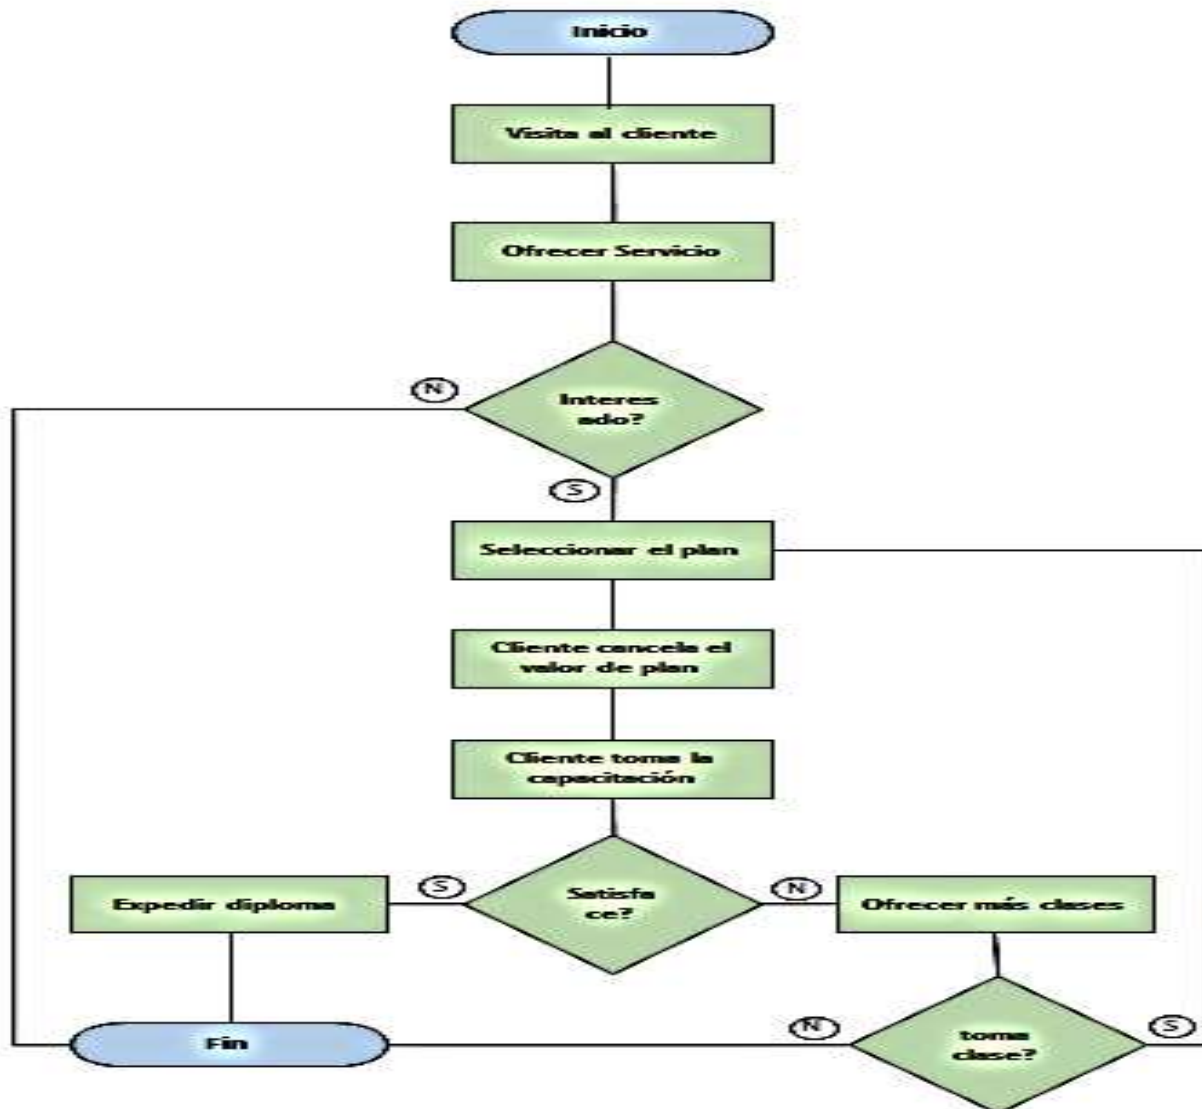 Inicio
Visita al cliente
Ofrecer Servicio
N
Interes
ado?
S
Seleccionar el plan
Cliente cancela el
valor de plan
Cliente toma la
capacitación
Expedir diploma
S
Satisfa
ce?
N
Ofrecer más clases
Fin
N
toma
clase?
S